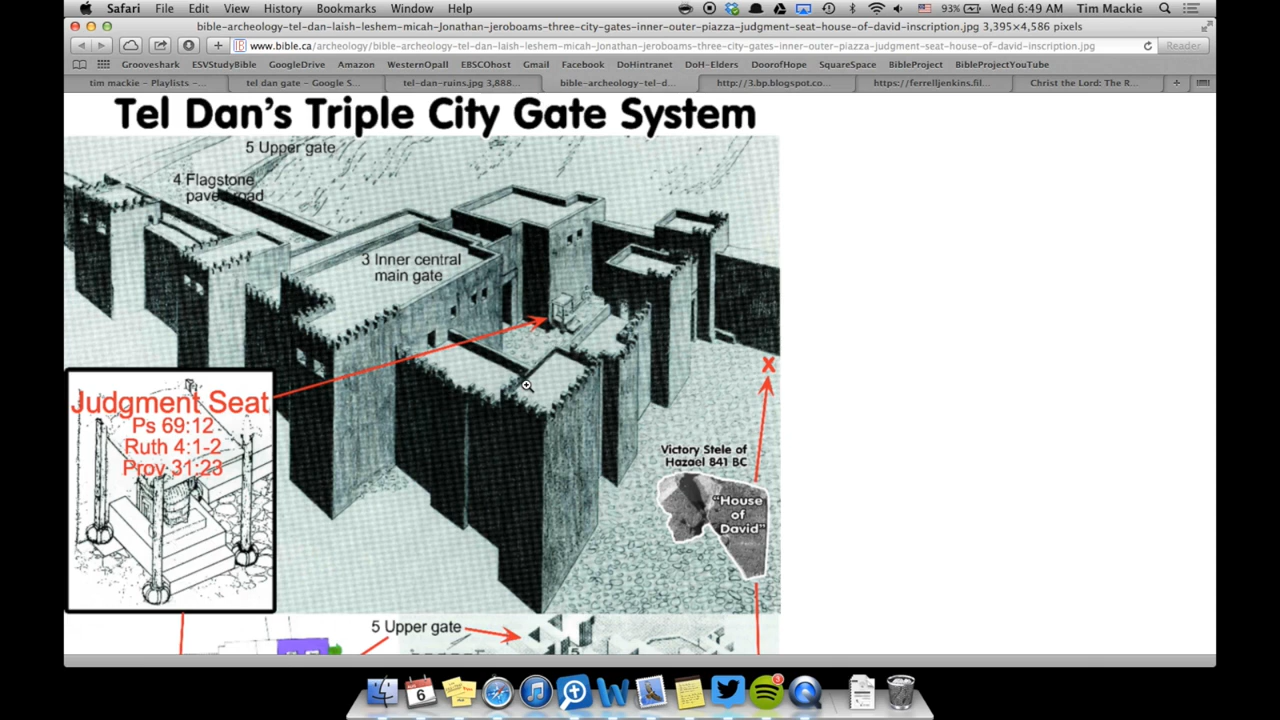 Safari File Edit View History Bookmarks Window Help 93% Wed 6:49 AM Tim Mackie
bible-archeology-tel-dan-laish-leshem-micah-Jonathan-jeroboams-three-city-gates-inner-outer-piazza-judgment-seat-house-of-david-inscription.jpg 3,395×4,586 pixels
www.bible.ca/archeology/bible-archeology-tel-dan-laish-leshem-micah-Jonathan-jeroboams-three-city-gates-inner-outer-piazza-judgment-seat-house-of-david-inscription.jpg Reader
Grooveshark ESVStudyBible GoogleDrive Amazon WesternOpall EBSCOhost Gmail Facebook DoHIntranet DoH-Elders DoorofHope SquareSpace BibleProject BibleProjectYouTube
tim mackie – Playlists –... tel dan gate – Google S... tel-dan-ruins.jpg 3,888... bible-archeology-tel-d... http://3.bp.blogspot.co... https://ferrelljenkins.fil... Christ the Lord: The R...
Tel Dan's Triple City Gate System
5 Upper gate
4 Flagstone
paved road
3 Inner central
main gate
Judgment Seat
Ps 69:12
Ruth 4:1-2
Prov 31:23
X
Victory Stele of
Hazael 841 BC
"House
of
David"
5 Upper gate
5
6
3